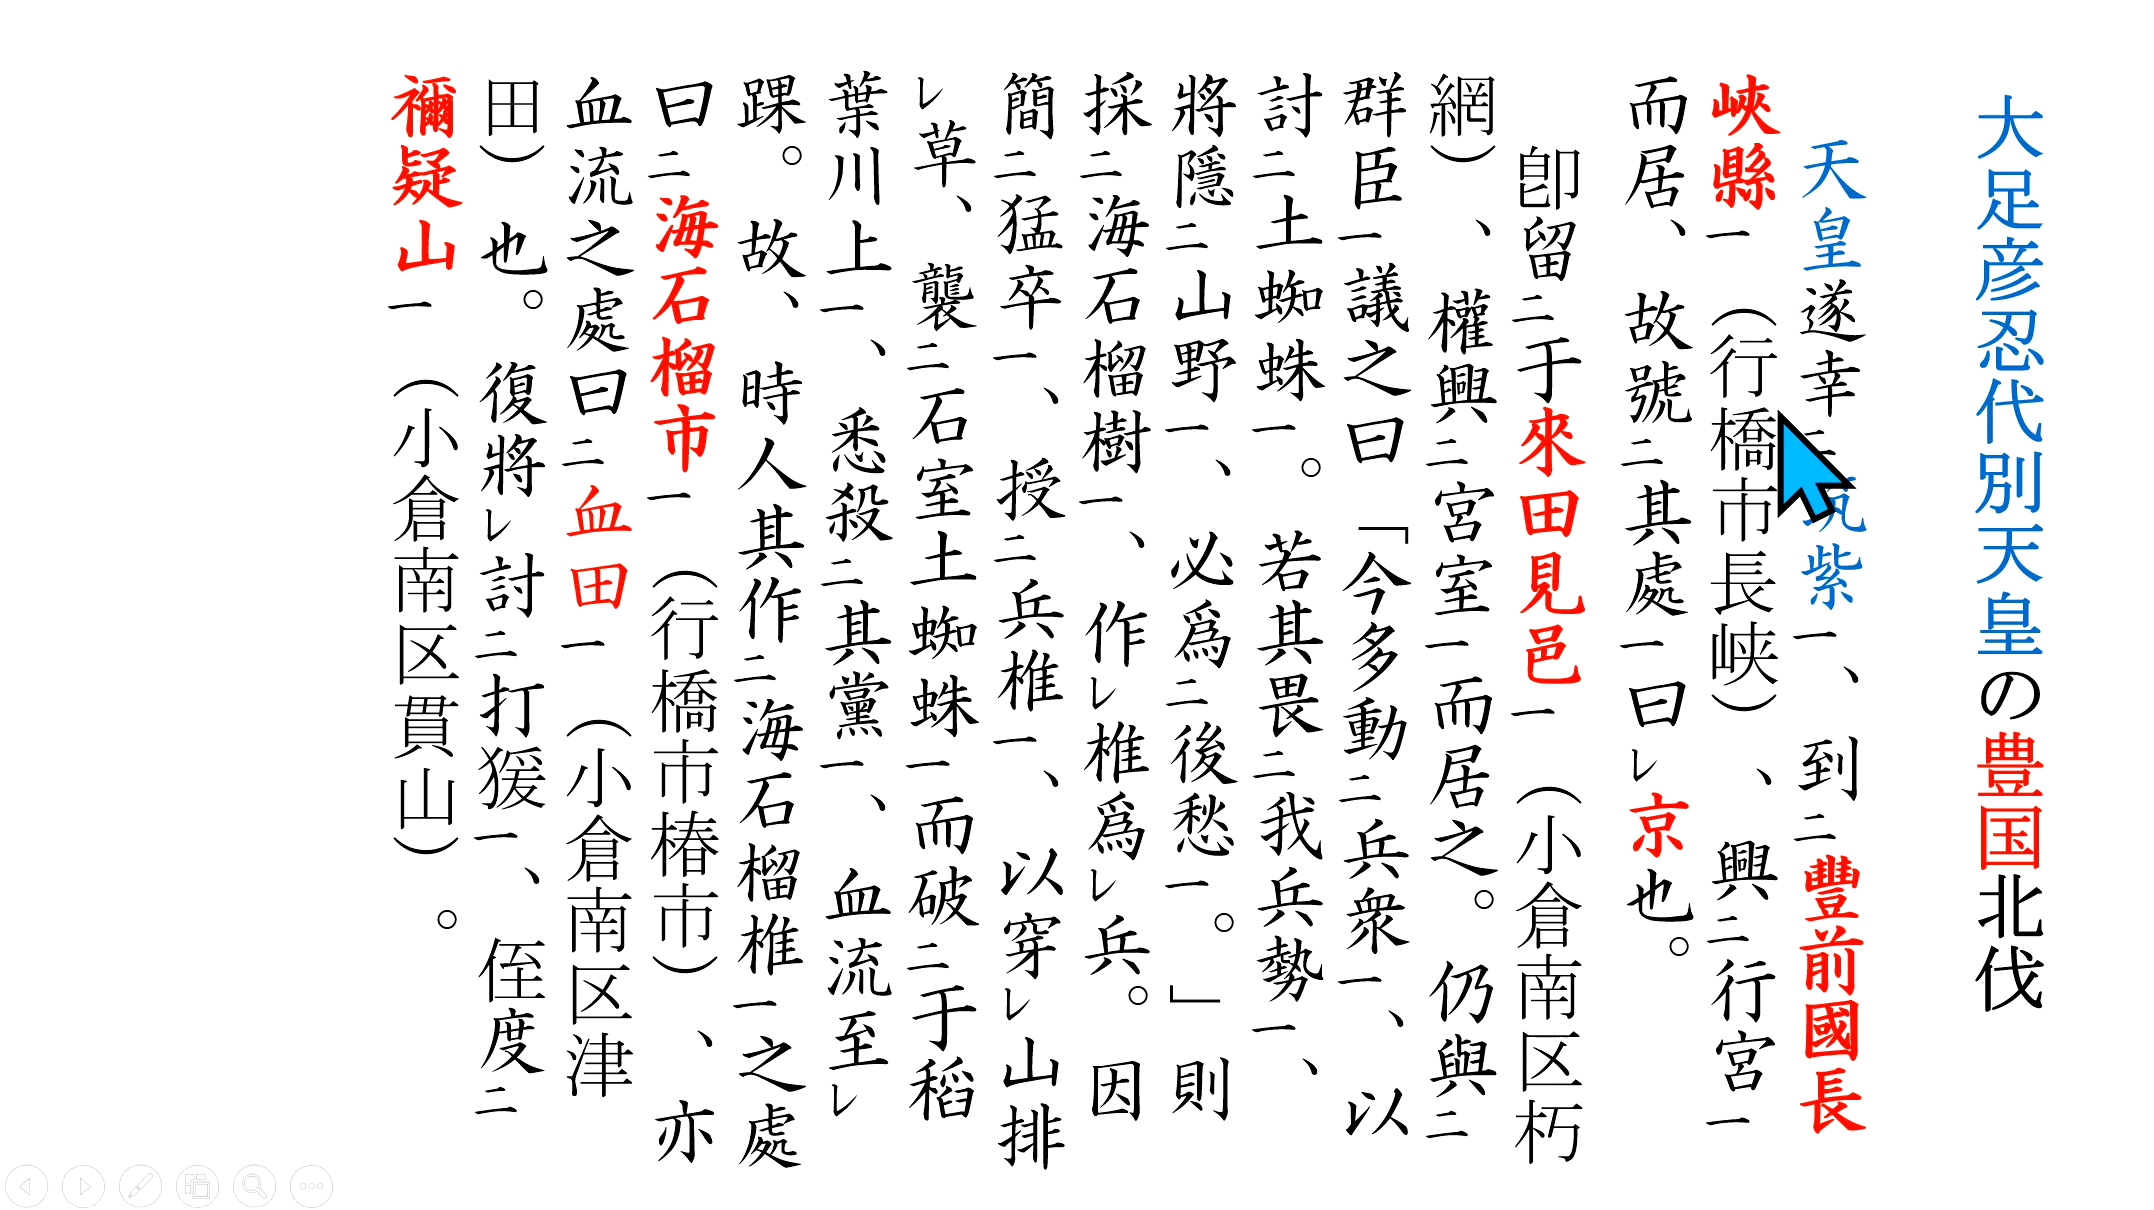 大足彦忍代別天皇の豊国北伐
天皇遂幸㆓筑紫㆒、到㆓豐前國長
峽縣㆒（行橋市長峡）、興㆓行宮㆒
而居、故號㆓其處㆒曰㆑京也。
卽留㆓于來田見邑㆒（小倉南区朽
網）、權興㆓宮室㆒而居之。仍與㆓
群臣㆒議之曰「今多動㆓兵衆㆒、以
討㆓土蜘蛛㆒。若其畏㆓我兵勢㆒、
將隱㆓山野㆒、必爲㆓後愁㆒。」則
採㆓海石榴樹㆒、作㆑椎爲㆑兵。因
簡㆓猛卒㆒、授㆓兵椎㆒、以穿㆑山排
㆑草、襲㆓石室土蜘蛛㆒而破㆓于稻
葉川上㆒、悉殺㆓其黨㆒、血流至㆑
踝。故、時人其作㆓海石榴椎㆒之處
曰㆓海石榴市㆒（行橋市椿市）、亦
血流之處曰㆓血田㆒（小倉南区津
田）也。復將㆑討㆓打猨㆒、侄度㆓
禰疑山㆒（小倉南区貫山）。